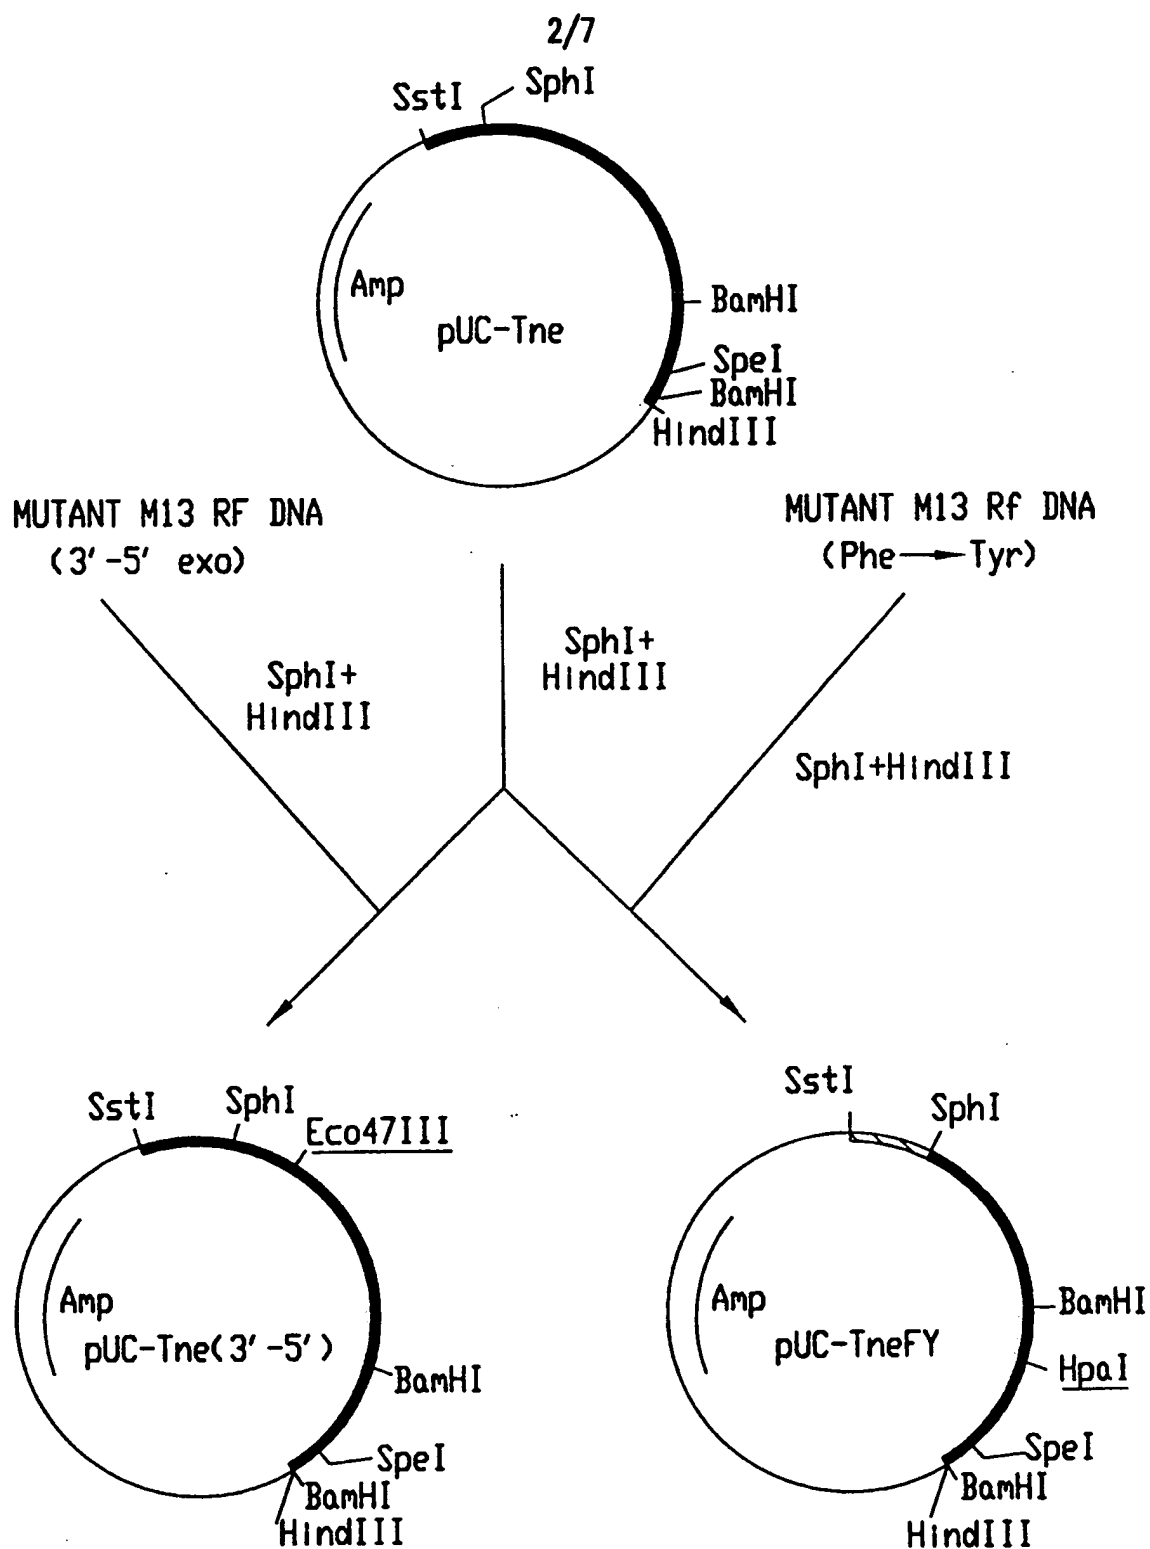 2/7
SstI
SphI
Amp
pUC-Tne
BamHI
SpeI
BamHI
HindIII
MUTANT M13 RF DNA
(3'-5' exo)
MUTANT M13 Rf DNA
(Phe→Tyr)
SphI+
HindIII
SphI+
HindIII
SphI+HindIII
SstI
SphI
Eco47III
Amp
pUC-Tne(3'-5')
BamHI
SpeI
BamHI
HindIII
SstI
SphI
Amp
pUC-TneFY
BamHI
HpaI
SpeI
BamHI
HindIII